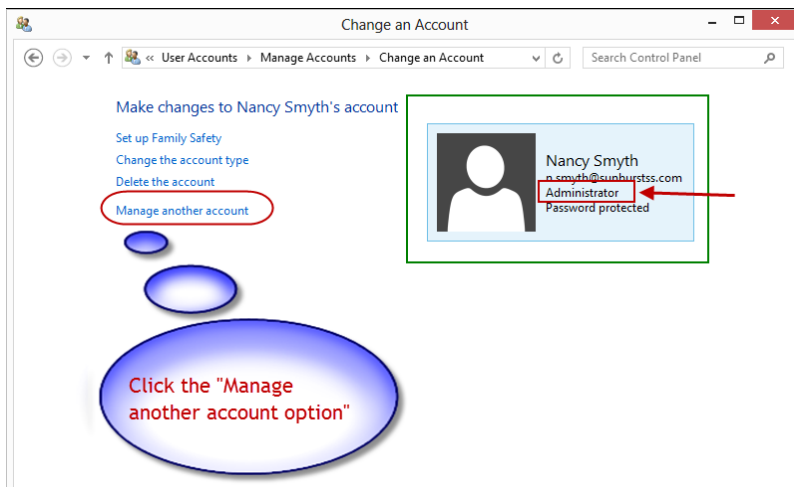 Change an Account
« User Accounts Manage Accounts Change an Account
Search Control Panel
Make changes to Nancy Smyth's account
Set up Family Safety
Change the account type
Delete the account
Manage another account
Nancy Smyth
n.smyth@sunburstss.com
Administrator
Password protected
Click the "Manage
another account option"